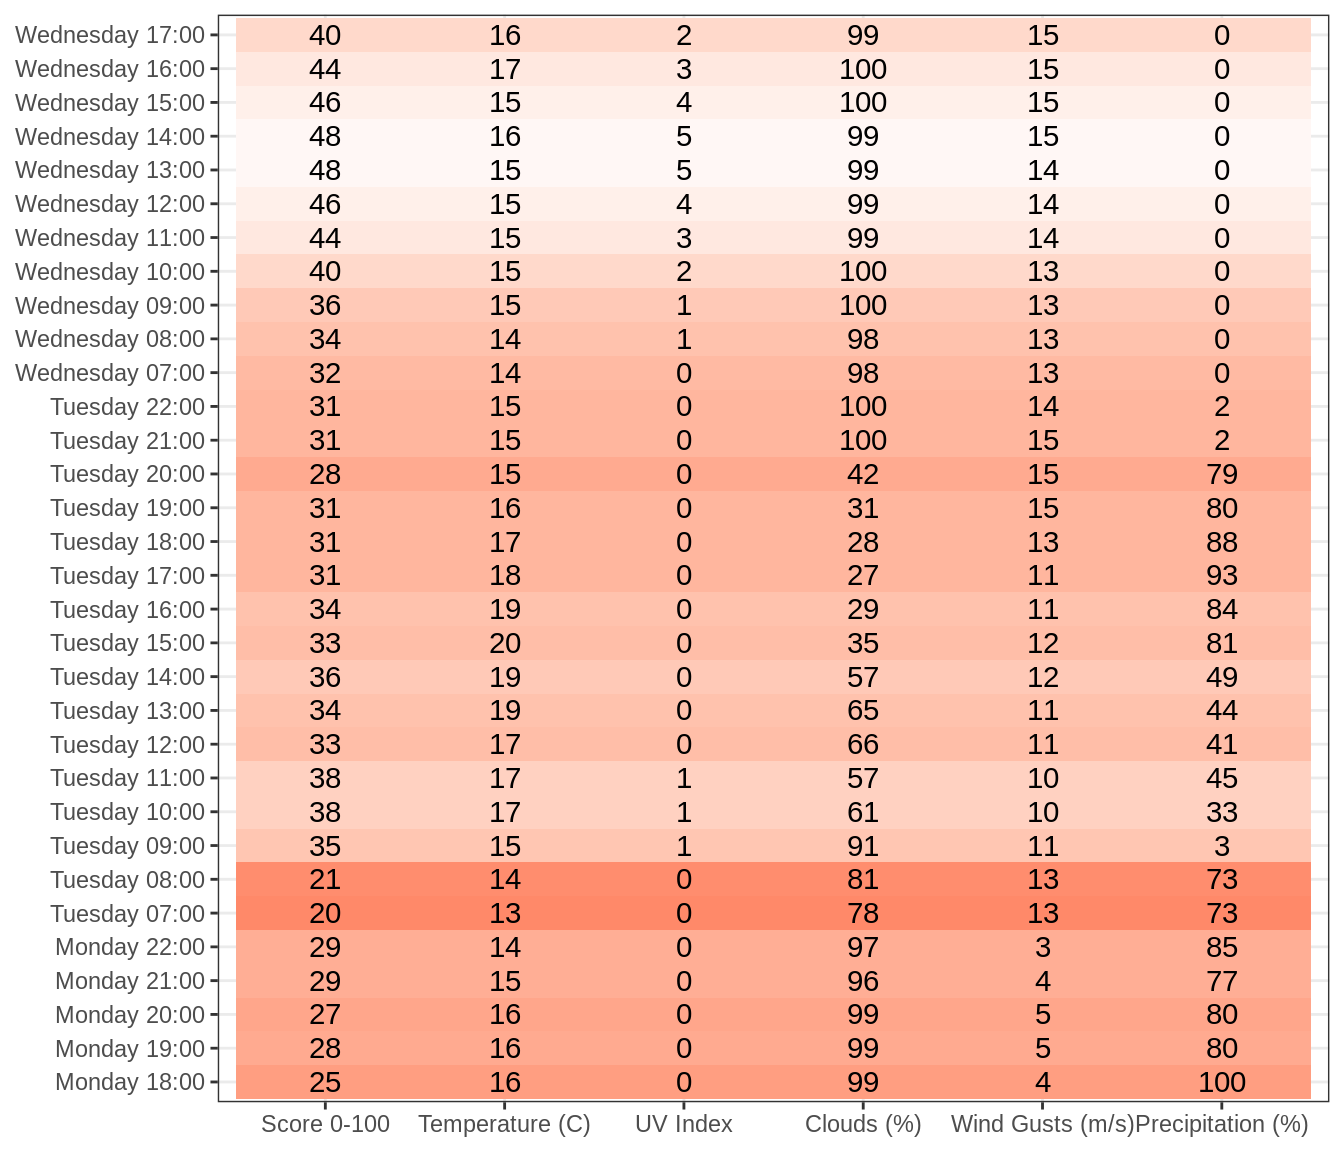 Wednesday 17:00 40 16 2 99 15 0
Wednesday 16:00 44 17 3 100 15 0
Wednesday 15:00 46 15 4 100 15 0
Wednesday 14:00 48 16 5 99 15 0
Wednesday 13:00 48 15 5 99 14 0
Wednesday 12:00 46 15 4 99 14 0
Wednesday 11:00 44 15 3 99 14 0
Wednesday 10:00 40 15 2 100 13 0
Wednesday 09:00 36 15 1 100 13 0
Wednesday 08:00 34 14 1 98 13 0
Wednesday 07:00 32 14 0 98 13 0
Tuesday 22:00 31 15 0 100 14 2
Tuesday 21:00 31 15 0 100 15 2
Tuesday 20:00 28 15 0 42 15 79
Tuesday 19:00 31 16 0 31 15 80
Tuesday 18:00 31 17 0 28 13 88
Tuesday 17:00 31 18 0 27 11 93
Tuesday 16:00 34 19 0 29 11 84
Tuesday 15:00 33 20 0 35 12 81
Tuesday 14:00 36 19 0 57 12 49
Tuesday 13:00 34 19 0 65 11 44
Tuesday 12:00 33 17 0 66 11 41
Tuesday 11:00 38 17 1 57 10 45
Tuesday 10:00 38 17 1 61 10 33
Tuesday 09:00 35 15 1 91 11 3
Tuesday 08:00 21 14 0 81 13 73
Tuesday 07:00 20 13 0 78 13 73
Monday 22:00 29 14 0 97 3 85
Monday 21:00 29 15 0 96 4 77
Monday 20:00 27 16 0 99 5 80
Monday 19:00 28 16 0 99 5 80
Monday 18:00 25 16 0 99 4 100
Score 0-100 Temperature (C) UV Index Clouds (%) Wind Gusts (m/s) Precipitation (%)